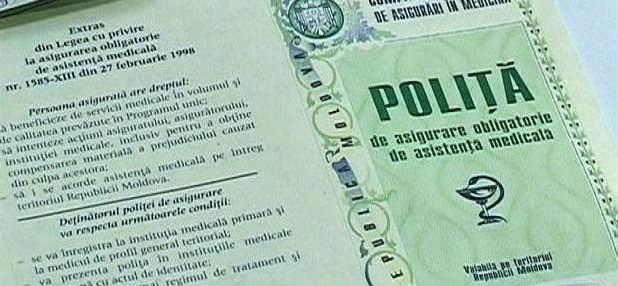 Extras
din Legea cu privire
la asigurarea obligatorie
de asistență medicală
nr. 1585-XIII din 27 februarie 1998
Persoana asigurată are dreptul:
să beneficieze de servicii medicale în volumul și
de calitatea prevăzute în Programul unic;
să intenteze acțiuni asiguratului, asigurătorului,
instituției medicale, inclusiv pentru a obține
compensarea materială a prejudiciului cauzat
din culpa acestora;
să i se acorde asistență medicală pe întreg
teritoriul Republicii Moldova.
Deținătorul poliței de asigurare
va respecta următoarele condiții:
– se va înregistra la instituția medicală primară și
la medicul de profil general teritorial;
va prezenta polița în instituțiile medicale
cu actul de identitate;
regimul de tratament și
REPUBLICA MOLDOVA
DE ASIGURĂRI ÎN MEDICINĂ
POLIȚĂ
de asigurare obligatorie
de asistență medicală
Valabilă pe teritoriul
Republicii Moldova